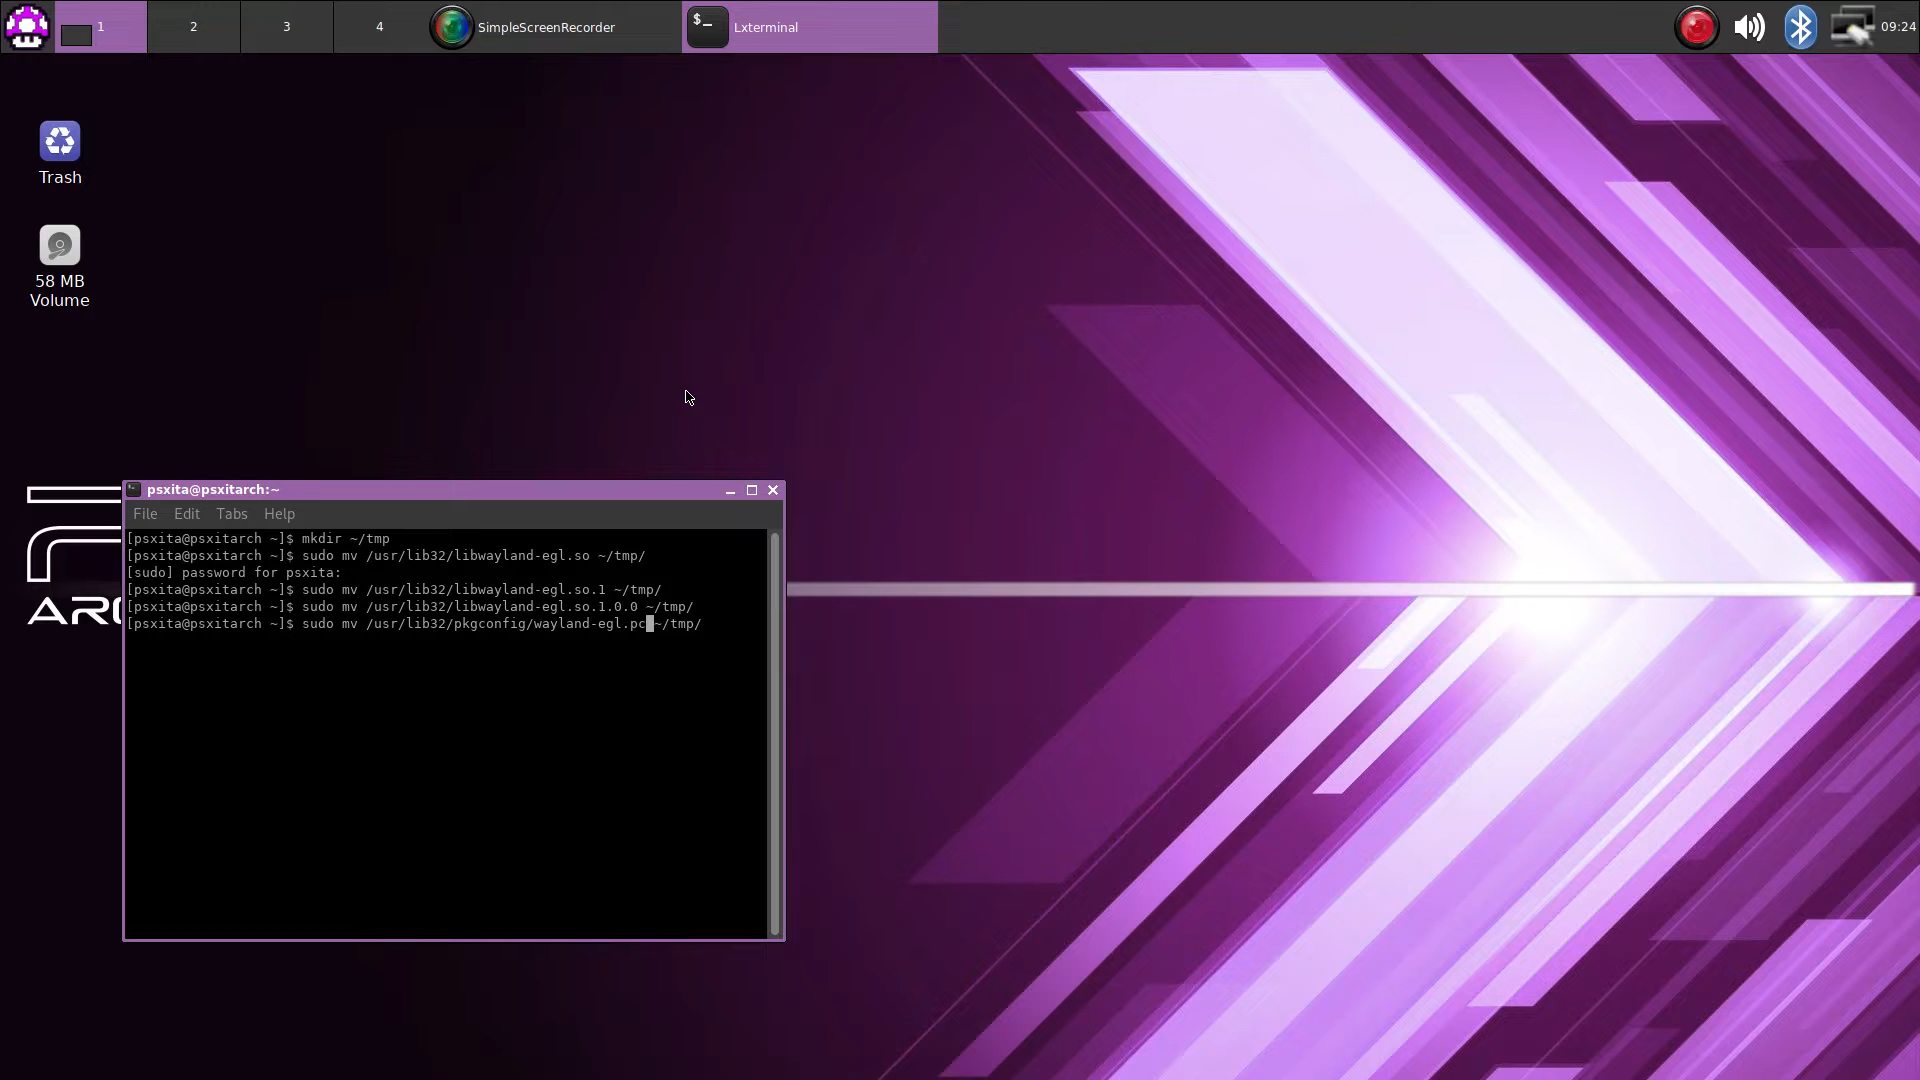 1
2
3
4
SimpleScreenRecorder
$_
Lxterminal
09:24
Trash
58 MB
Volume
psxita@psxitarch:~
File Edit Tabs Help
[psxita@psxitarch ~]$ mkdir ~/tmp
[psxita@psxitarch ~]$ sudo mv /usr/lib32/libwayland-egl.so ~/tmp/
[sudo] password for psxita:
[psxita@psxitarch ~]$ sudo mv /usr/lib32/libwayland-egl.so.1 ~/tmp/
[psxita@psxitarch ~]$ sudo mv /usr/lib32/libwayland-egl.so.1.0.0 ~/tmp/
[psxita@psxitarch ~]$ sudo mv /usr/lib32/pkgconfig/wayland-egl.pc ~/tmp/